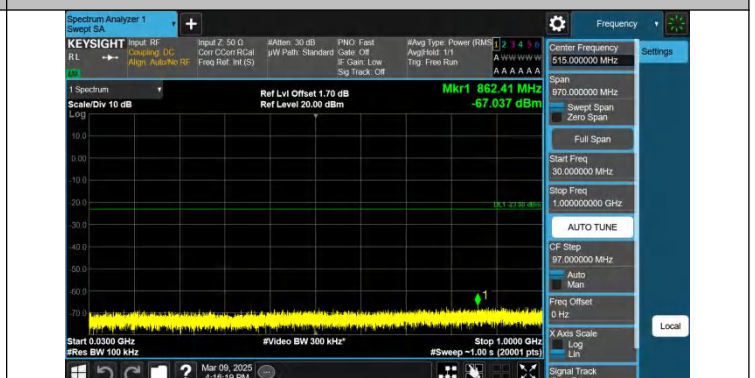 Spectrum Analyzer 1
Swept SA
Frequency
KEYSIGHT
RL
Input: RF
Coupling: DC
Align: Auto/No RF
Input Z: 50 Ω
Corr CCorr RCal
Freq Ref: Int (S)
#Atten: 30 dB
µW Path: Standard
PNO: Fast
Gate: Off
IF Gain: Low
Sig Track: Off
#Avg Type: Power (RMS)
Avg|Hold: 1/1
Trig: Free Run
1 2 3 4 5 6
A W W W W W
A A A A A A
1 Spectrum
Scale/Div 10 dB
Log
Ref Lvl Offset 1.70 dB
Ref Level 20.00 dBm
Mkr1 862.41 MHz
-67.037 dBm
10.0
0.00
-10.0
-20.0
-30.0
-40.0
-50.0
-60.0
-70.0
1
Start 0.0300 GHz
#Res BW 100 kHz
#Video BW 300 kHz*
Stop 1.0000 GHz
#Sweep ~1.00 s (20001 pts)
Mar 09, 2025
4:16:19 PM
Center Frequency
515.000000 MHz
Settings
Span
970.000000 MHz
Swept Span
Zero Span
Full Span
Start Freq
30.000000 MHz
Stop Freq
1.000000000 GHz
AUTO TUNE
CF Step
97.000000 MHz
Auto
Man
Freq Offset
0 Hz
X Axis Scale
Log
Lin
Local
Signal Track